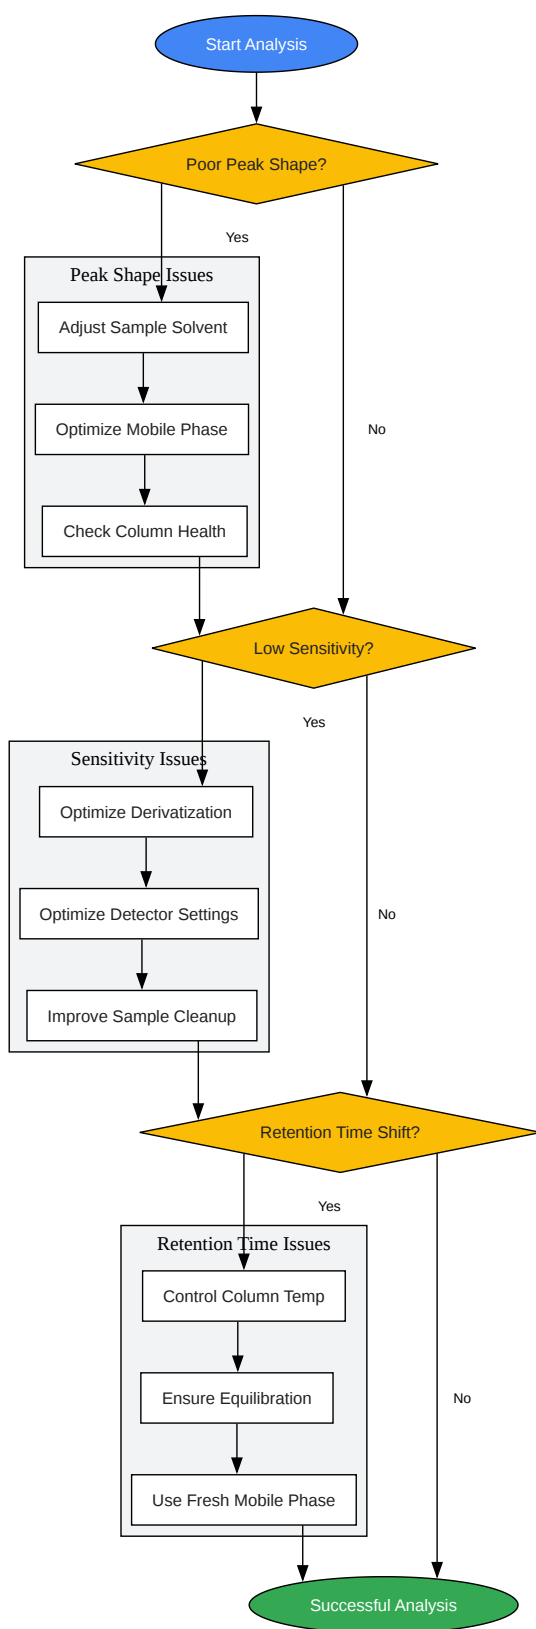 Start Analysis
Poor Peak Shape?
Yes
Peak Shape Issues
Adjust Sample Solvent
Optimize Mobile Phase
No
Check Column Health
Low Sensitivity?
Yes
Sensitivity Issues
Optimize Derivatization
Optimize Detector Settings
No
Improve Sample Cleanup
Retention Time Shift?
Yes
Retention Time Issues
Control Column Temp
Ensure Equilibration
No
Use Fresh Mobile Phase
Successful Analysis